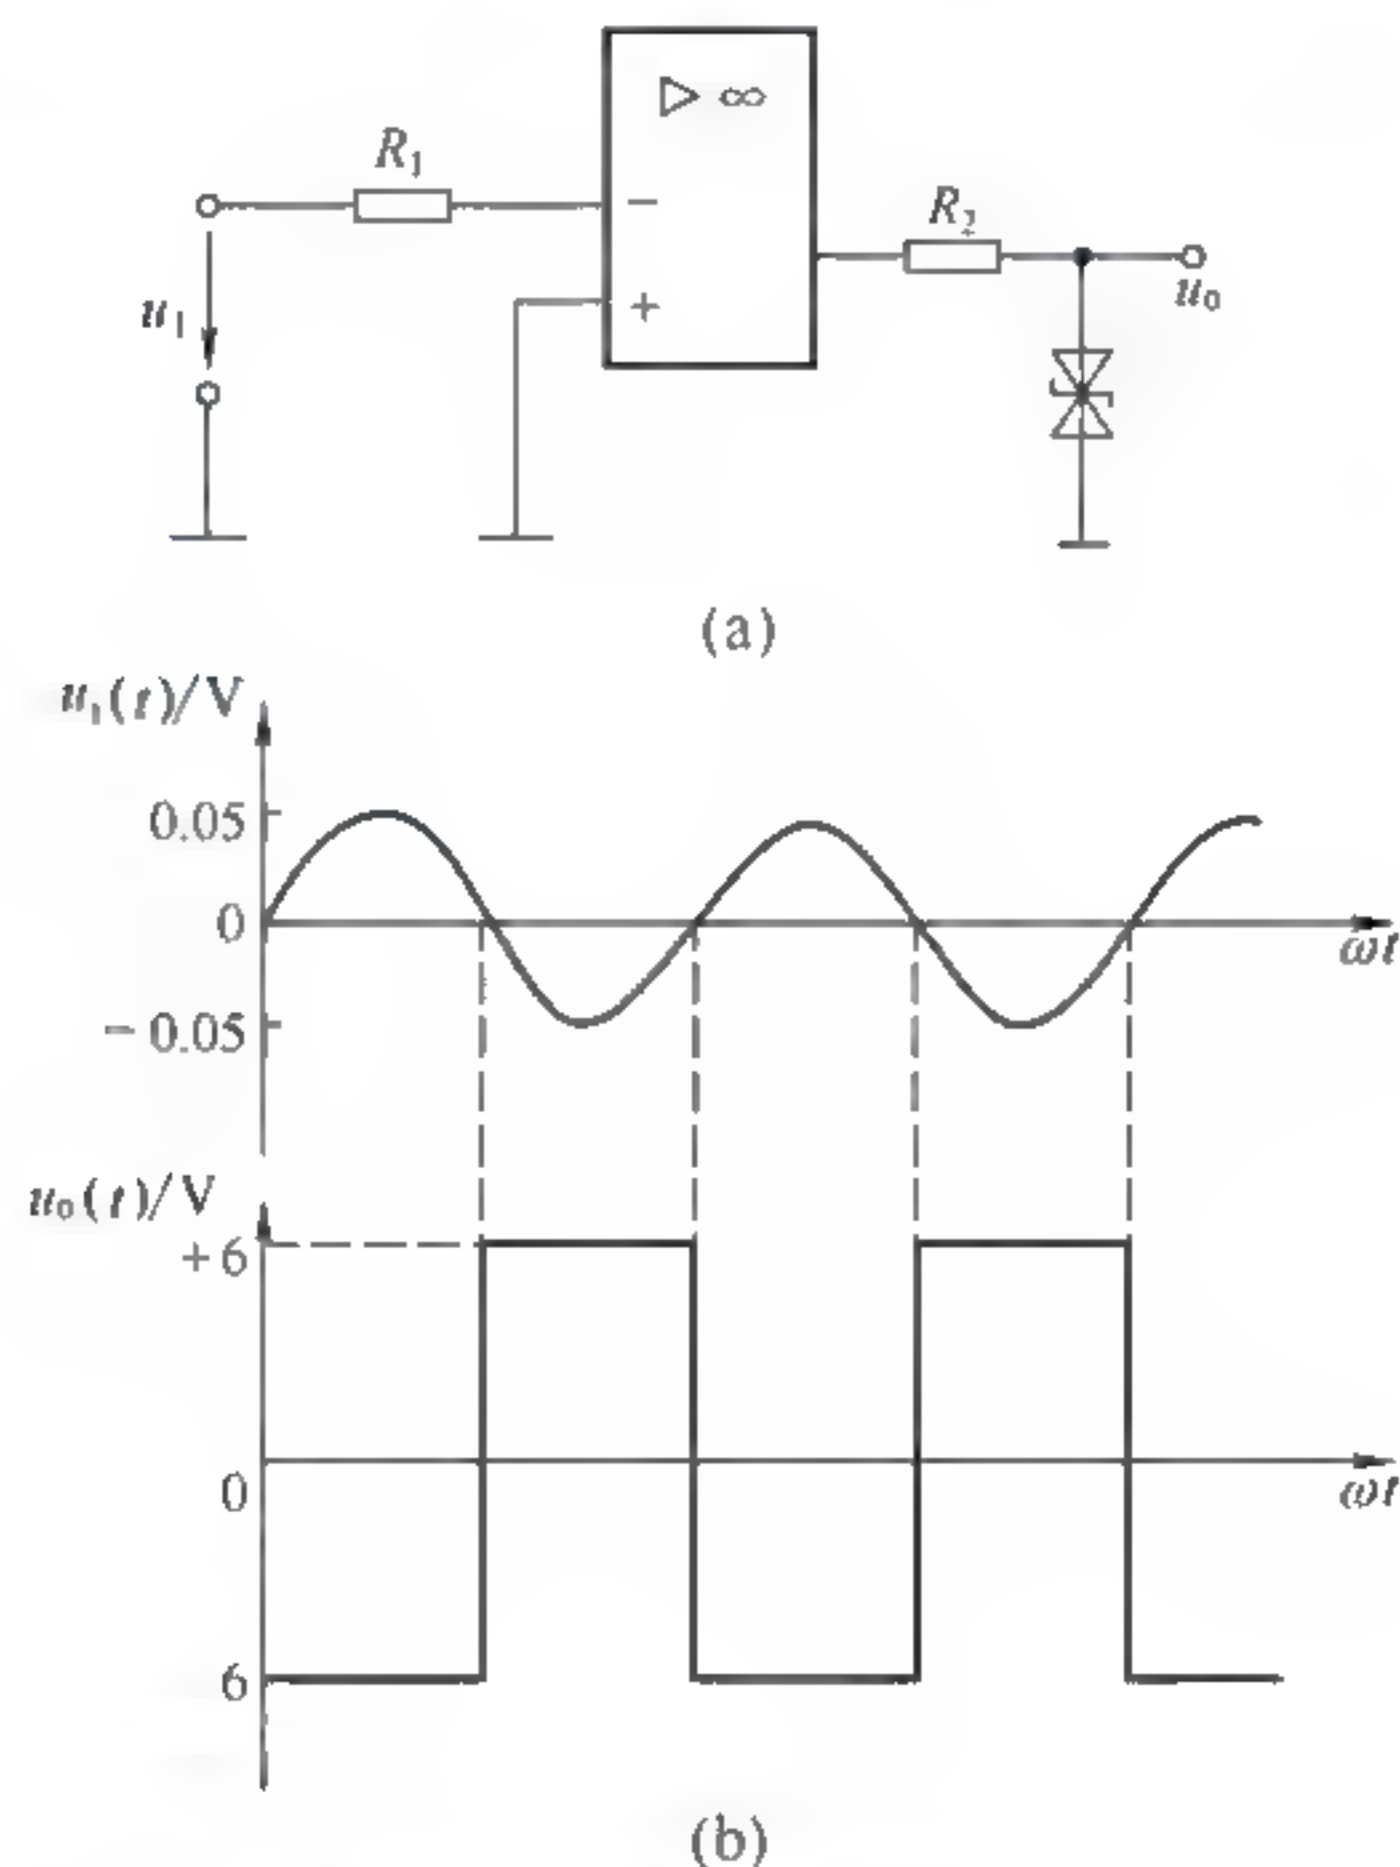 ▷ ∞
R₁
−
R₂
u₁
+
u₀
(a)
u₁(t)/V
0.05
0
ωt
− 0.05
u₀(t)/V
+6
0
ωt
6
(b)